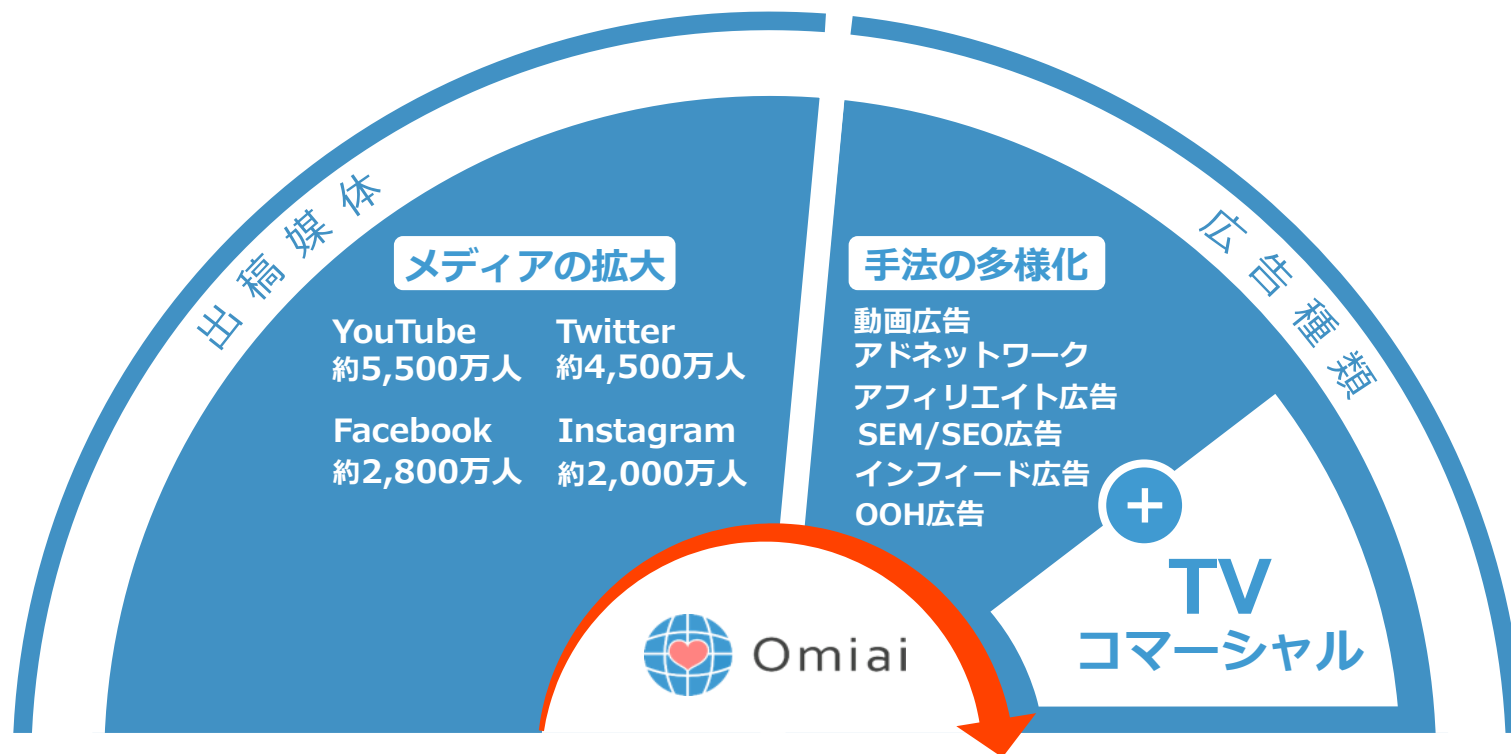 出稿媒体
メディアの拡大
YouTube
約5,500万人
Twitter
約4,500万人
Facebook
約2,800万人
Instagram
約2,000万人
広告種類
手法の多様化
動画広告
アドネットワーク
アフィリエイト広告
SEM/SEO広告
インフィード広告
OOH広告
+
TV
コマーシャル
Omiai